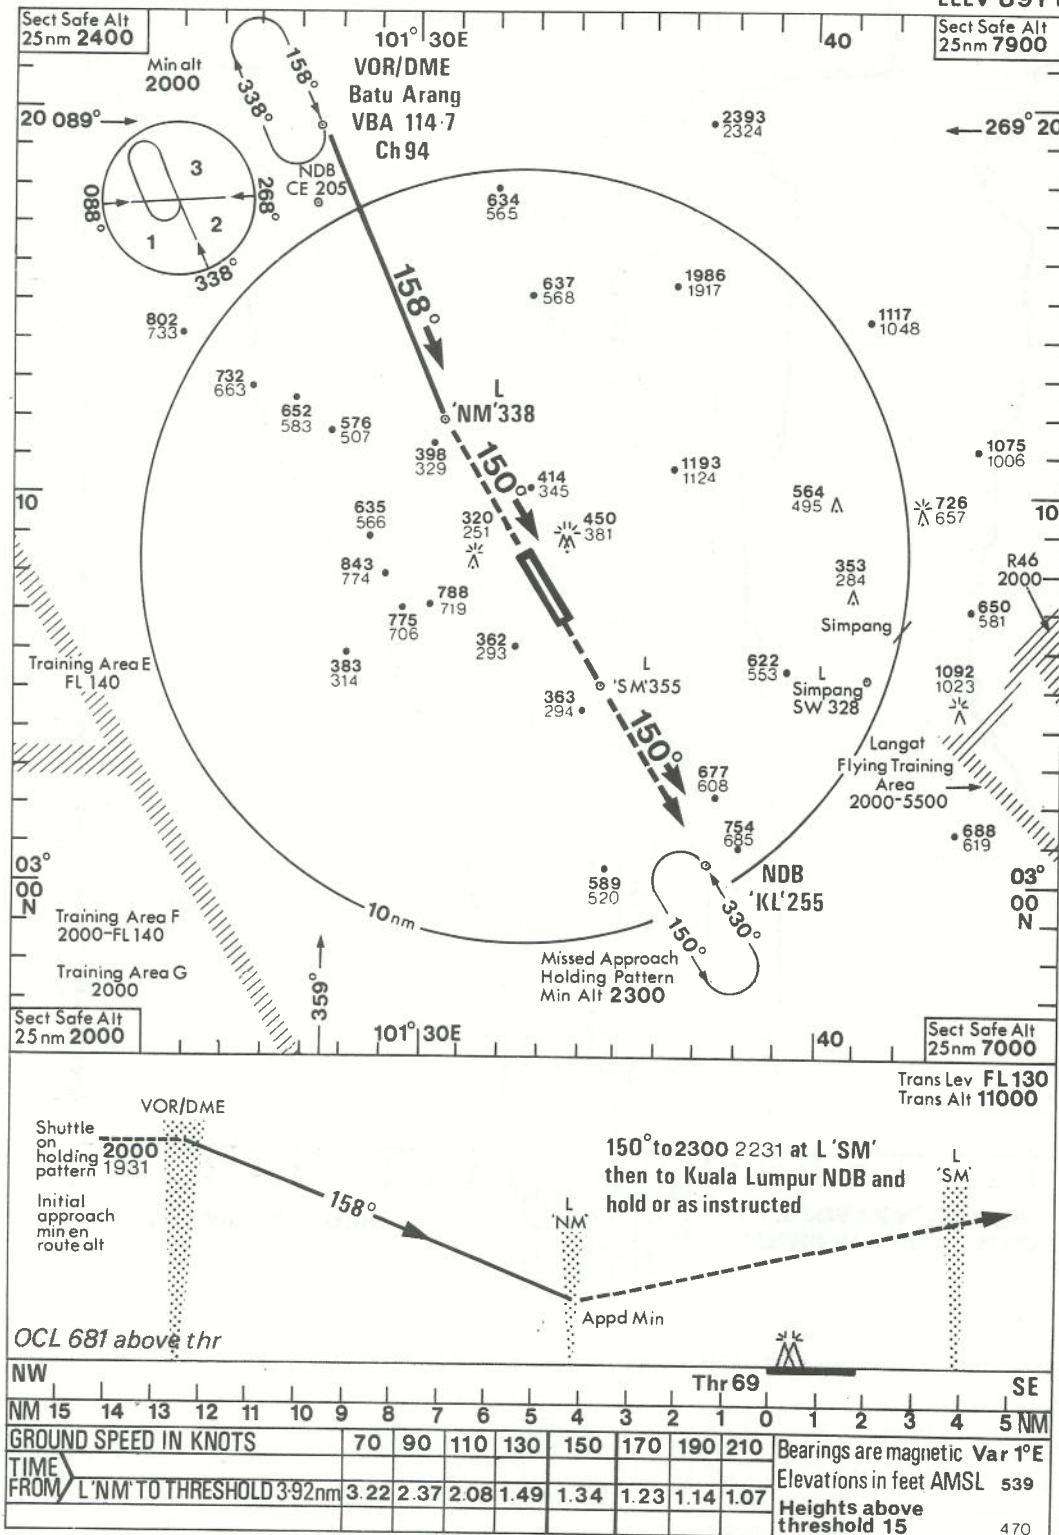 ELEV 89FT
Sect Safe Alt
25nm 2400
101° 30E
40
Sect Safe Alt
25nm 7900
Min alt
2000
158°
338°
VOR/DME
Batu Arang
VBA 114·7
Ch 94
20
089°
2393
2324
269°
20
NDB
CE 205
3
2
1
088°
268°
338°
634
565
158°
637
568
1986
1917
1117
1048
802
733
732
663
652
583
576
507
L
'NM'338
398
329
150°
414
345
1193
1124
1075
1006
10
635
566
320
251
450
381
564
495
726
657
10
843
774
353
284
R46
2000
775
706
788
719
362
293
Simpang
650
581
Training Area E
FL 140
383
314
L
'SM'355
622
553
L
Simpang
SW 328
1092
1023
363
294
150°
Langat
Flying Training
Area
2000-5500
677
608
754
685
688
619
03°
00
N
589
520
NDB
'KL'255
03°
00
N
10nm
Training Area F
2000-FL140
150°
330°
Training Area G
2000
359°
Missed Approach
Holding Pattern
Min Alt 2300
Sect Safe Alt
25nm 2000
101° 30E
40
Sect Safe Alt
25nm 7000
Trans Lev FL130
Trans Alt 11000
VOR/DME
Shuttle
on
holding
pattern
2000
1931
Initial
approach
min en
route alt
158°
L
'NM'
150° to 2300 2231 at L 'SM'
then to Kuala Lumpur NDB and
hold or as instructed
L
'SM'
Appd Min
OCL 681 above thr
NW
Thr 69
SE
NM 15 14 13 12 11 10 9 8 7 6 5 4 3 2 1 0 1 2 3 4 5 NM
GROUND SPEED IN KNOTS 70 90 110 130 150 170 190 210
TIME
FROM
L'NM' TO THRESHOLD 3·92nm 3.22 2.37 2.08 1.49 1.34 1.23 1.14 1.07
Bearings are magnetic Var 1°E
Elevations in feet AMSL 539
Heights above
threshold 15 470